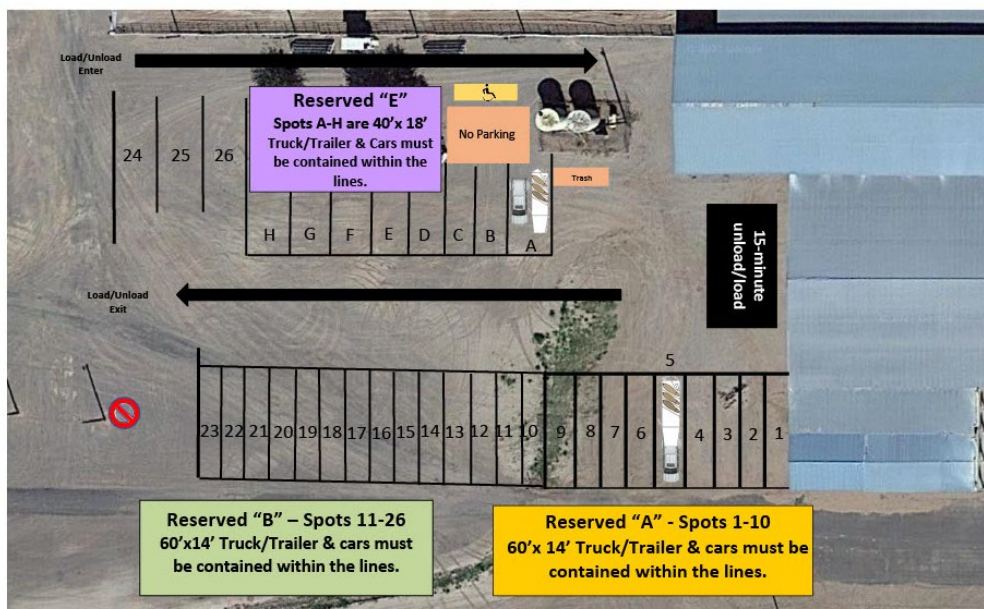 Load/Unload
Enter
Reserved “E”
Spots A-H are 40’x 18’
Truck/Trailer & Cars must
be contained within the
lines.
No Parking
Trash
24 25 26
H G F E D C B A
15-minute
unload/load
Load/Unload
Exit
5
23 22 21 20 19 18 17 16 15 14 13 12 11 10 9 8 7 6 4 3 2 1
Reserved “B” – Spots 11-26
60’x14’ Truck/Trailer & cars must
be contained within the lines.
Reserved “A” - Spots 1-10
60’x 14’ Truck/Trailer & cars must be
contained within the lines.